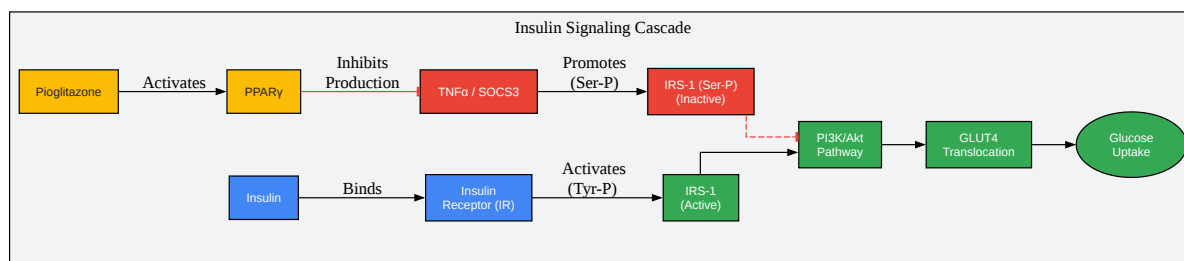 Insulin Signaling Cascade
Pioglitazone
Activates
PPARγ
Inhibits
Production
TNFα / SOCS3
Promotes
(Ser-P)
IRS-1 (Ser-P)
(Inactive)
PI3K/Akt
Pathway
GLUT4
Translocation
Glucose
Uptake
Insulin
Binds
Insulin
Receptor (IR)
Activates
(Tyr-P)
IRS-1
(Active)